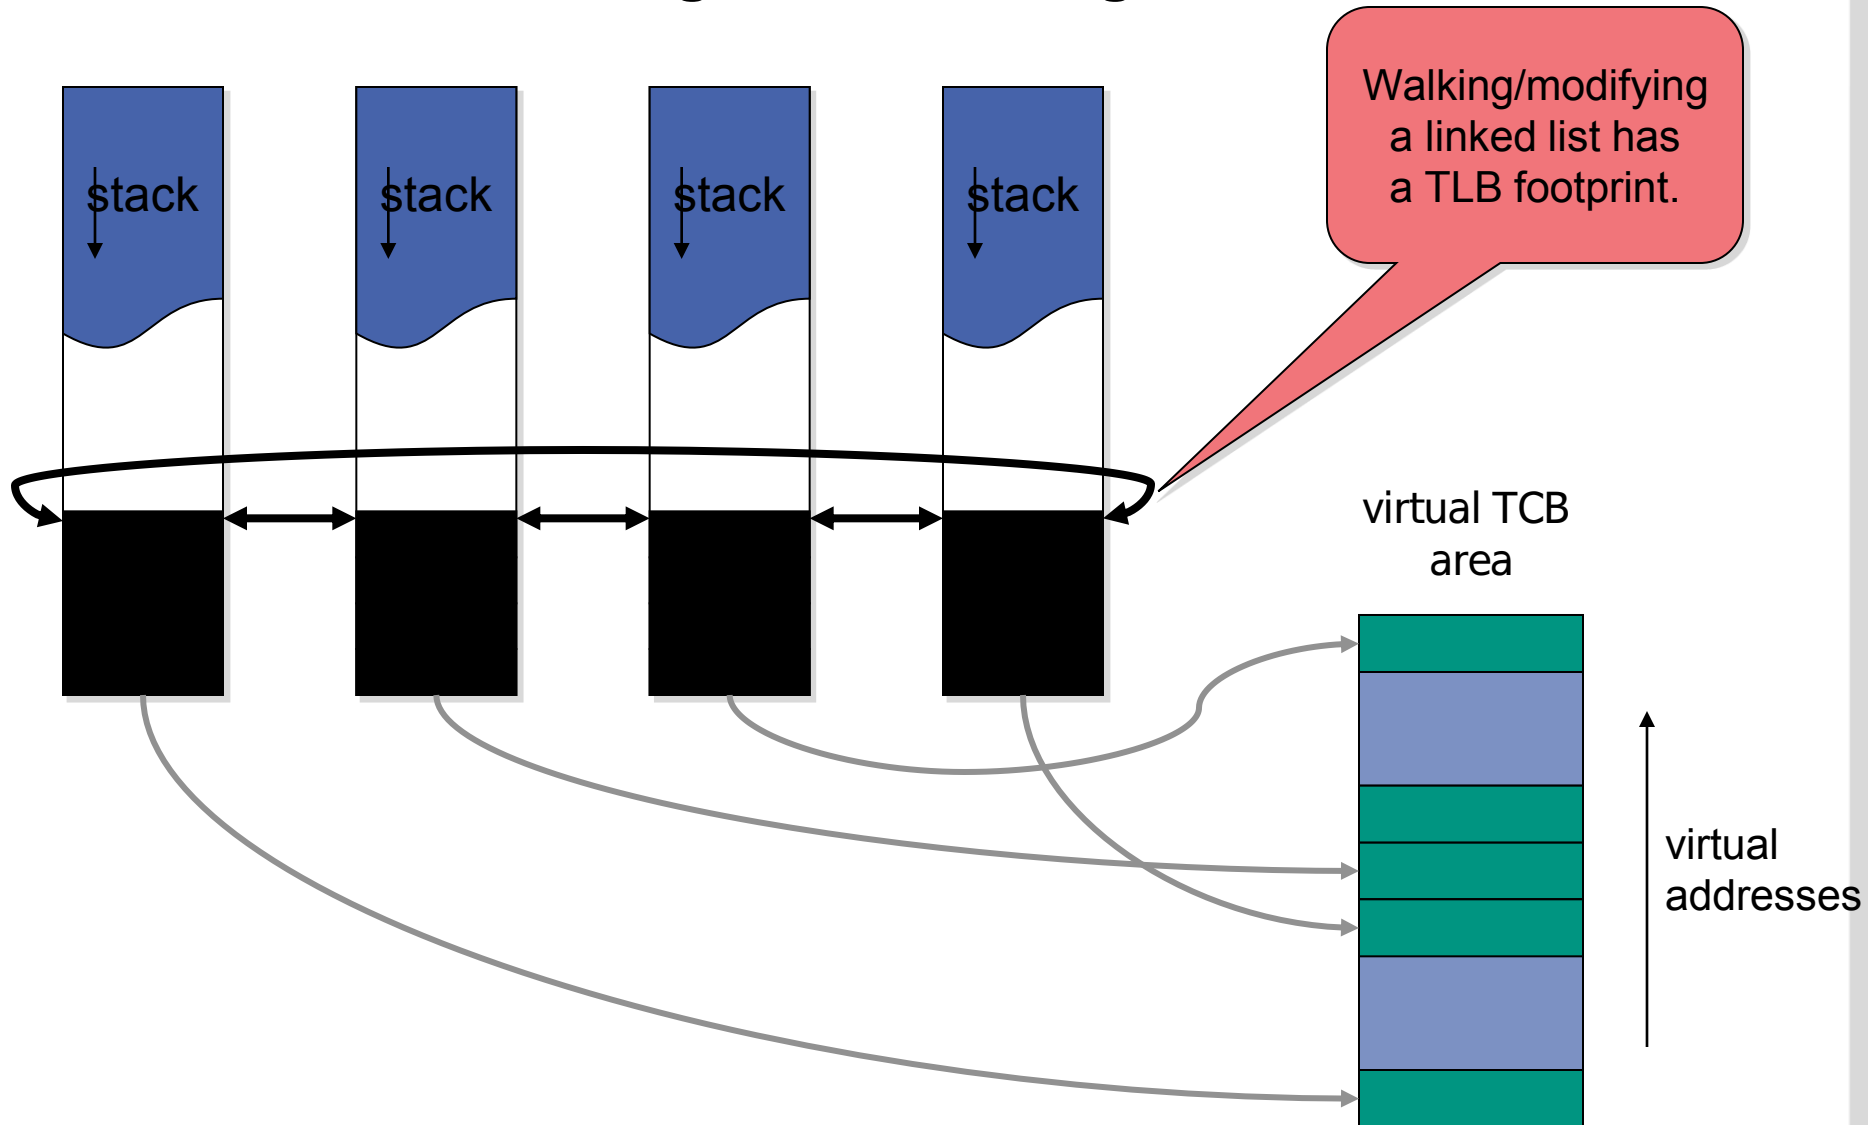 Walking/modifying
a linked list has
a TLB footprint.
stack
stack
stack
stack
virtual TCB
area
virtual
addresses